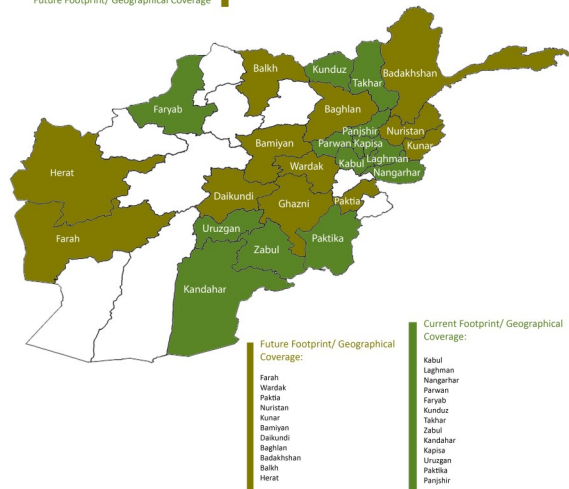 Future Footprint/ Geographical Coverage
Balkh
Kunduz
Takhar
Badakhshan
Faryab
Baghlan
Panjshir
Nuristan
Bamiyan
Parwan
Kapisa
Kunar
Herat
Wardak
Kabul
Laghman
Nangarhar
Daikundi
Ghazni
Paktia
Farah
Uruzgan
Zabul
Paktika
Kandahar
Future Footprint/ Geographical
Coverage:
Farah
Wardak
Paktia
Nuristan
Kunar
Bamiyan
Daikundi
Baghlan
Badakhshan
Balkh
Herat
Current Footprint/ Geographical
Coverage:
Kabul
Laghman
Nangarhar
Parwan
Faryab
Kunduz
Takhar
Zabul
Kandahar
Kapisa
Uruzgan
Paktika
Panjshir